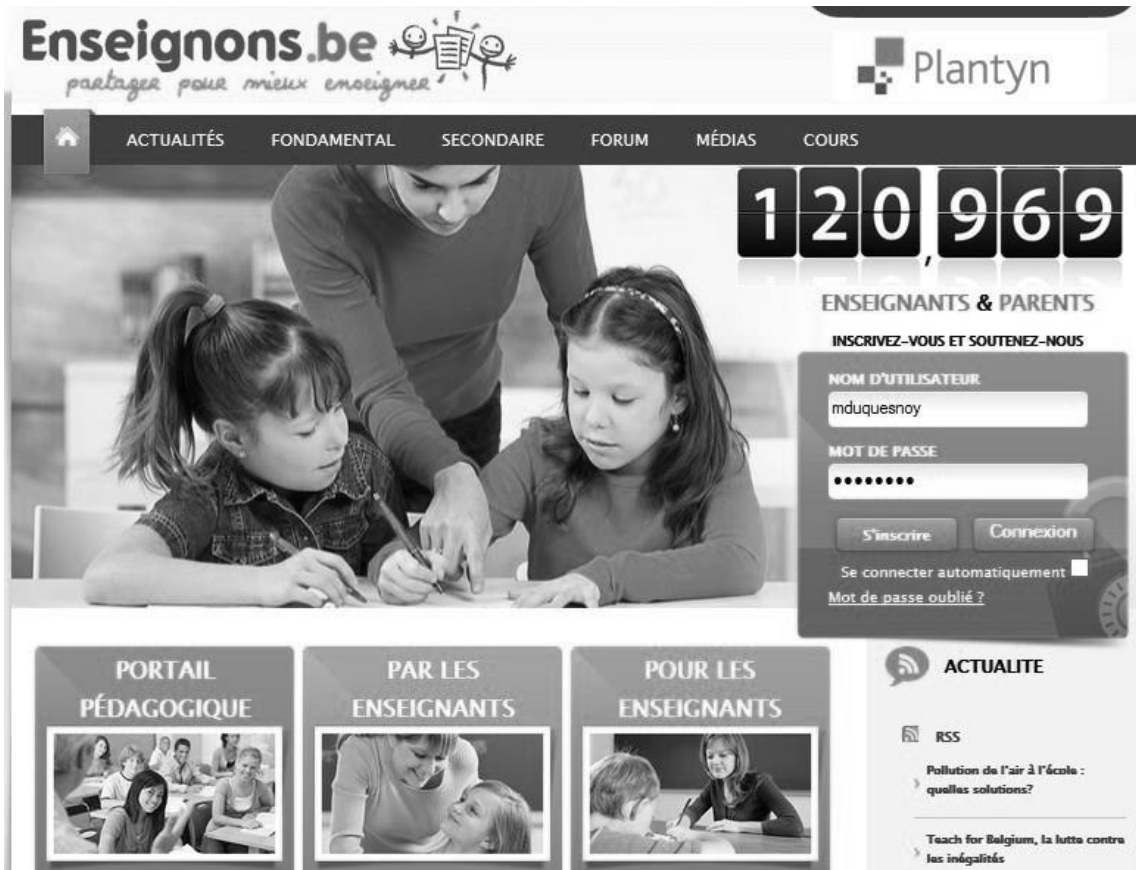 Enseignons.be
partager pour mieux enseigner
Plantyn
ACTUALITÉS FONDAMENTAL SECONDAIRE FORUM MÉDIAS COURS
120,969
ENSEIGNANTS & PARENTS
INSCRIVEZ-VOUS ET SOUTENEZ-NOUS
NOM D'UTILISATEUR
mduquesnoy
MOT DE PASSE
••••••••
S'inscrire Connexion
Se connecter automatiquement
Mot de passe oublié ?
PORTAIL
PÉDAGOGIQUE
PAR LES
ENSEIGNANTS
POUR LES
ENSEIGNANTS
ACTUALITE
RSS
Pollution de l'air à l'école :
quelles solutions?
Teach for Belgium, la lutte contre
les inégalités